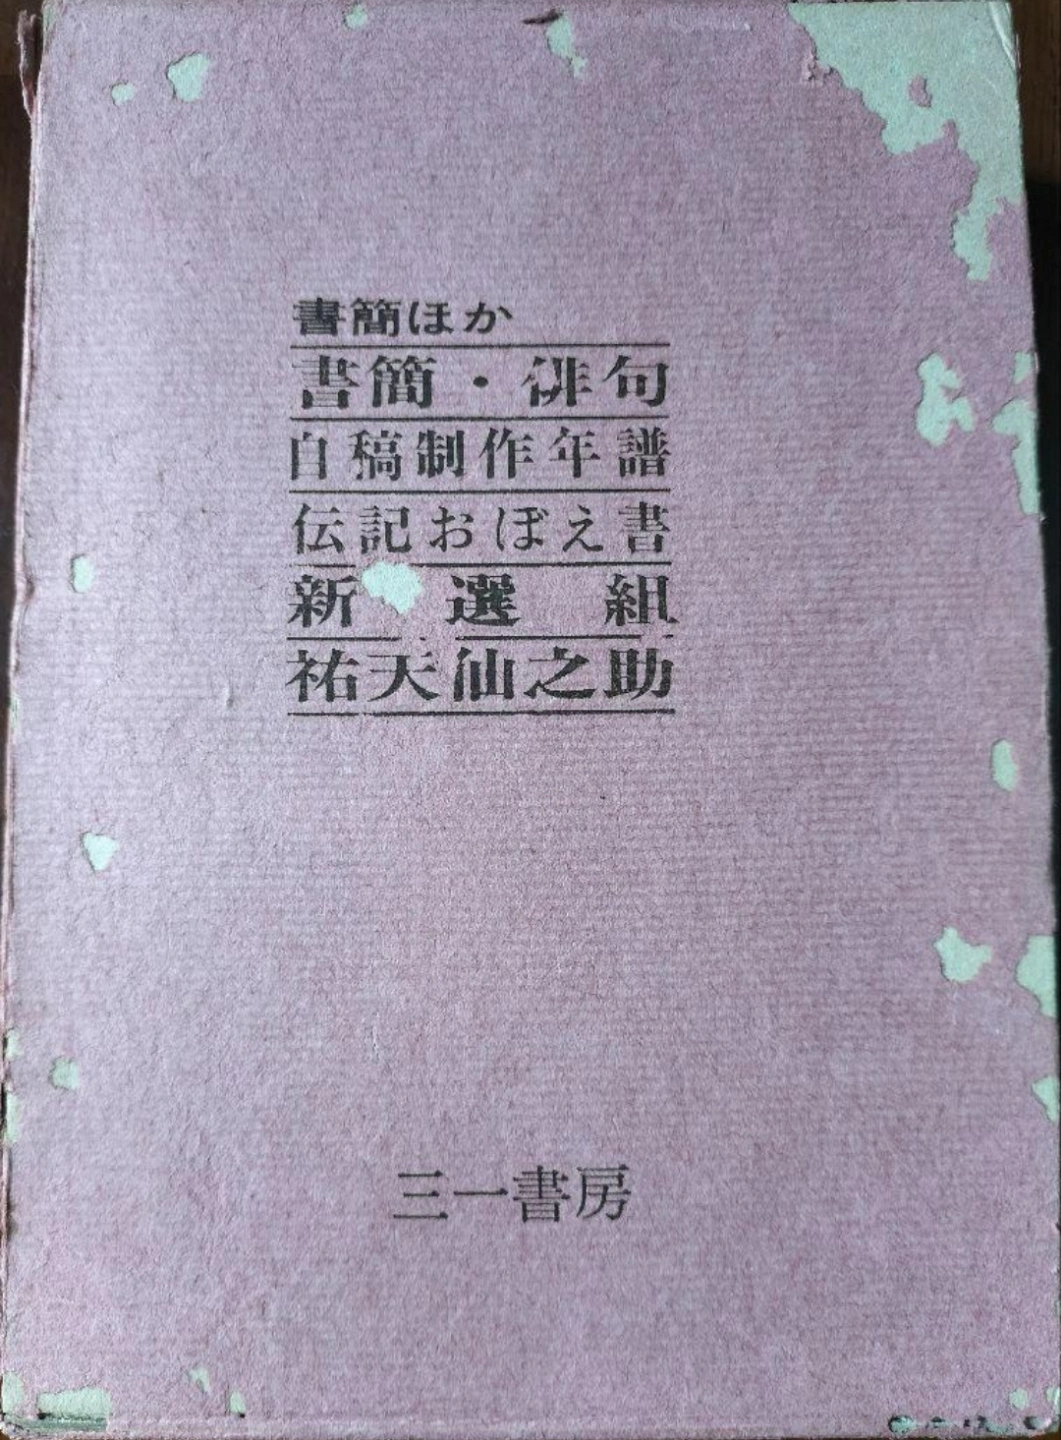 書簡ほか
書簡・俳句
自稿制作年譜
伝記おぼえ書
新選組
祐天仙之助
三一書房